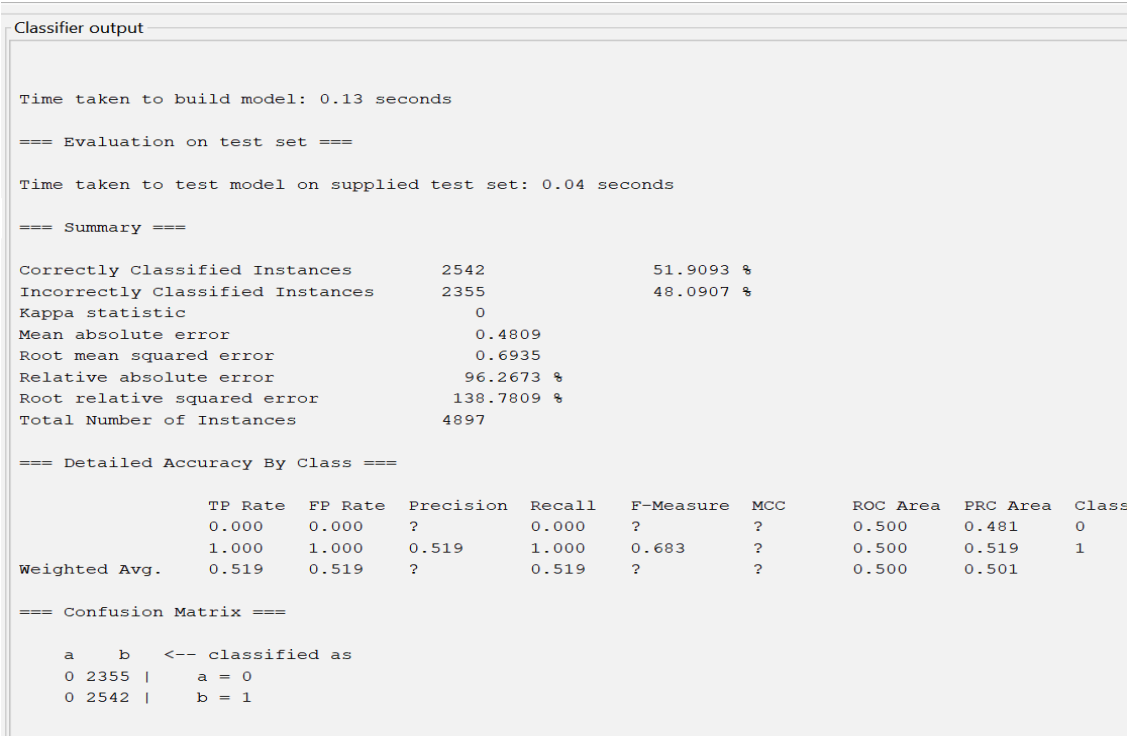 Classifier output
Time taken to build model: 0.13 seconds
=== Evaluation on test set ===
Time taken to test model on supplied test set: 0.04 seconds
=== Summary ===
Correctly Classified Instances 2542 51.9093 %
Incorrectly Classified Instances 2355 48.0907 %
Kappa statistic 0
Mean absolute error 0.4809
Root mean squared error 0.6935
Relative absolute error 96.2673 %
Root relative squared error 138.7809 %
Total Number of Instances 4897
=== Detailed Accuracy By Class ===
TP Rate FP Rate Precision Recall F-Measure MCC ROC Area PRC Area Class
0.000 0.000 ? 0.000 ? ? 0.500 0.481 0
1.000 1.000 0.519 1.000 0.683 ? 0.500 0.519 1
Weighted Avg. 0.519 0.519 ? 0.519 ? ? 0.500 0.501
=== Confusion Matrix ===
a b <-- classified as
0 2355 | a = 0
0 2542 | b = 1